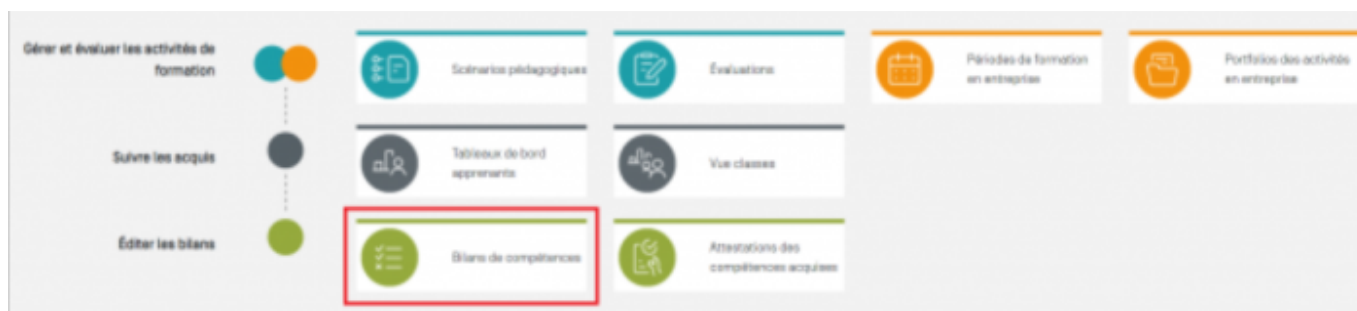 Gérer et évaluer les activités de
formation
Scénarios pédagogiques
Évaluations
Périodes de formation
en entreprise
Portfolios des activités
en entreprise
Suivre les acquis
Tableaux de bord
apprenants
Vue classes
Éditer les bilans
Bilans de compétences
Attestations des
compétences acquises